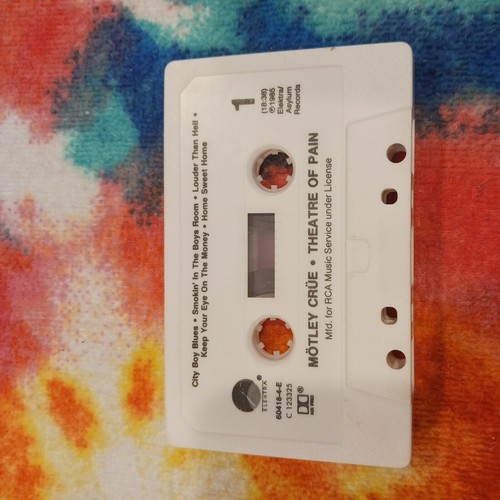 City Boy Blues • Smokin' In The Boys Room • Louder Than Hell •
Keep Your Eye On The Money • Home Sweet Home
1
(18:38)
℗1985
Elektra/
Asylum
Records
ELEKTRA®
60418-4-E
C 123325
®
MÖTLEY CRÜE • THEATRE OF PAIN
Mfd. for RCA Music Service under License